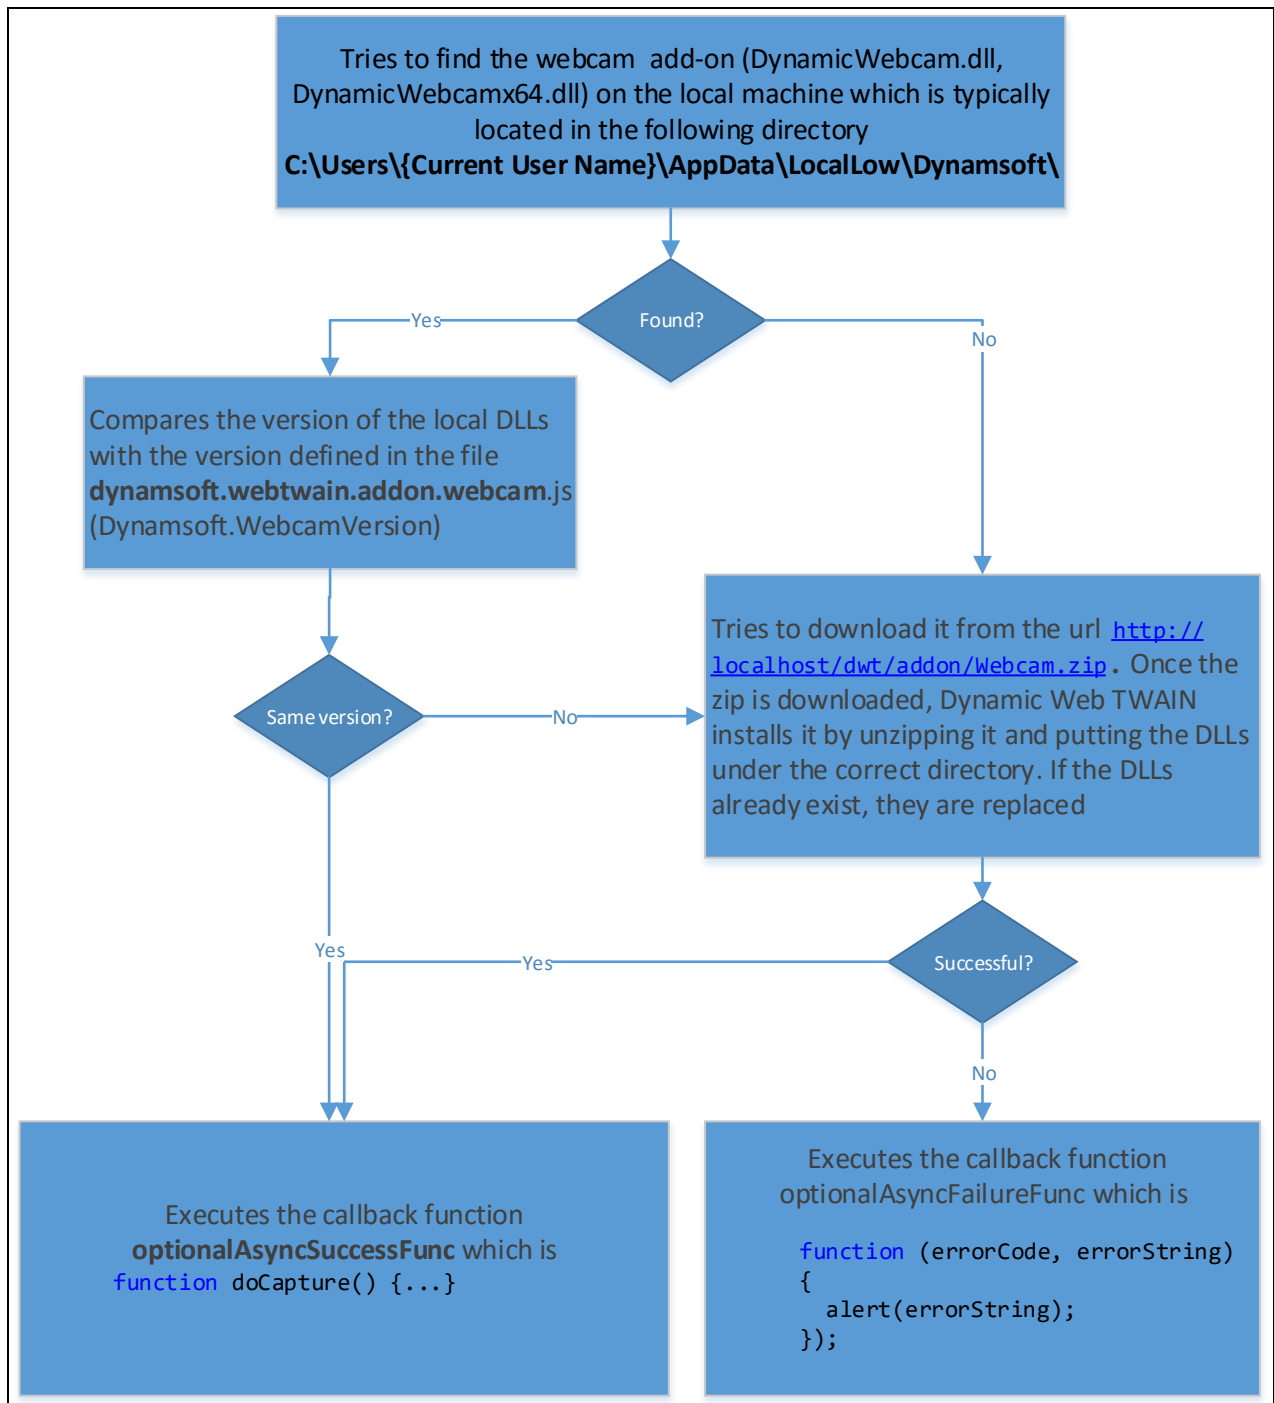 Tries to find the webcam  add-on (DynamicWebcam.dll,
DynamicWebcamx64.dll) on the local machine which is typically
located in the following directory
C:\Users\{Current User Name}\AppData\LocalLow\Dynamsoft\
Found?
Yes
No
Compares the version of the local DLLs
with the version defined in the file
dynamsoft.webtwain.addon.webcam.js
(Dynamsoft.WebcamVersion)
Tries to download it from the url http://
localhost/dwt/addon/Webcam.zip. Once the
zip is downloaded, Dynamic Web TWAIN
installs it by unzipping it and putting the DLLs
under the correct directory. If the DLLs
already exist, they are replaced
Same version?
No
Yes
Successful?
Yes
No
Executes the callback function
optionalAsyncSuccessFunc which is
function doCapture() {...}
Executes the callback function
optionalAsyncFailureFunc which is
function (errorCode, errorString)
{
  alert(errorString);
});